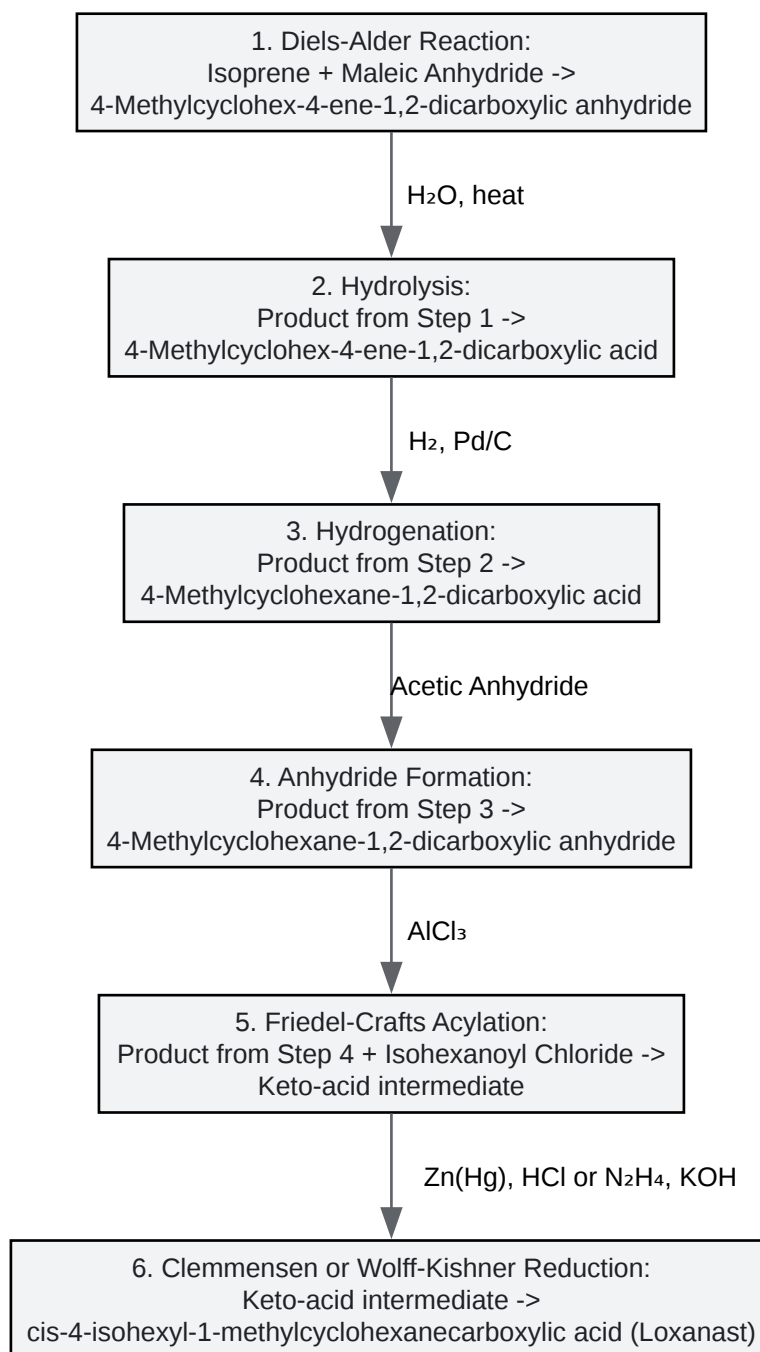 1. Diels-Alder Reaction:
Isoprene + Maleic Anhydride ->
4-Methylcyclohex-4-ene-1,2-dicarboxylic anhydride
H₂O, heat
2. Hydrolysis:
Product from Step 1 ->
4-Methylcyclohex-4-ene-1,2-dicarboxylic acid
H₂, Pd/C
3. Hydrogenation:
Product from Step 2 ->
4-Methylcyclohexane-1,2-dicarboxylic acid
Acetic Anhydride
4. Anhydride Formation:
Product from Step 3 ->
4-Methylcyclohexane-1,2-dicarboxylic anhydride
AlCl₃
5. Friedel-Crafts Acylation:
Product from Step 4 + Isohexanoyl Chloride ->
Keto-acid intermediate
Zn(Hg), HCl or N₂H₄, KOH
6. Clemmensen or Wolff-Kishner Reduction:
Keto-acid intermediate ->
cis-4-isohexyl-1-methylcyclohexanecarboxylic acid (Loxanast)